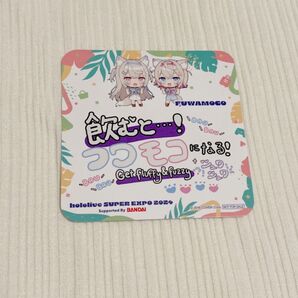 FUWAMOCO
飲むと…!
フワモコになる!
Get fluffy & fuzzy
hololive SUPER EXPO 2024
Supported by BANDAI